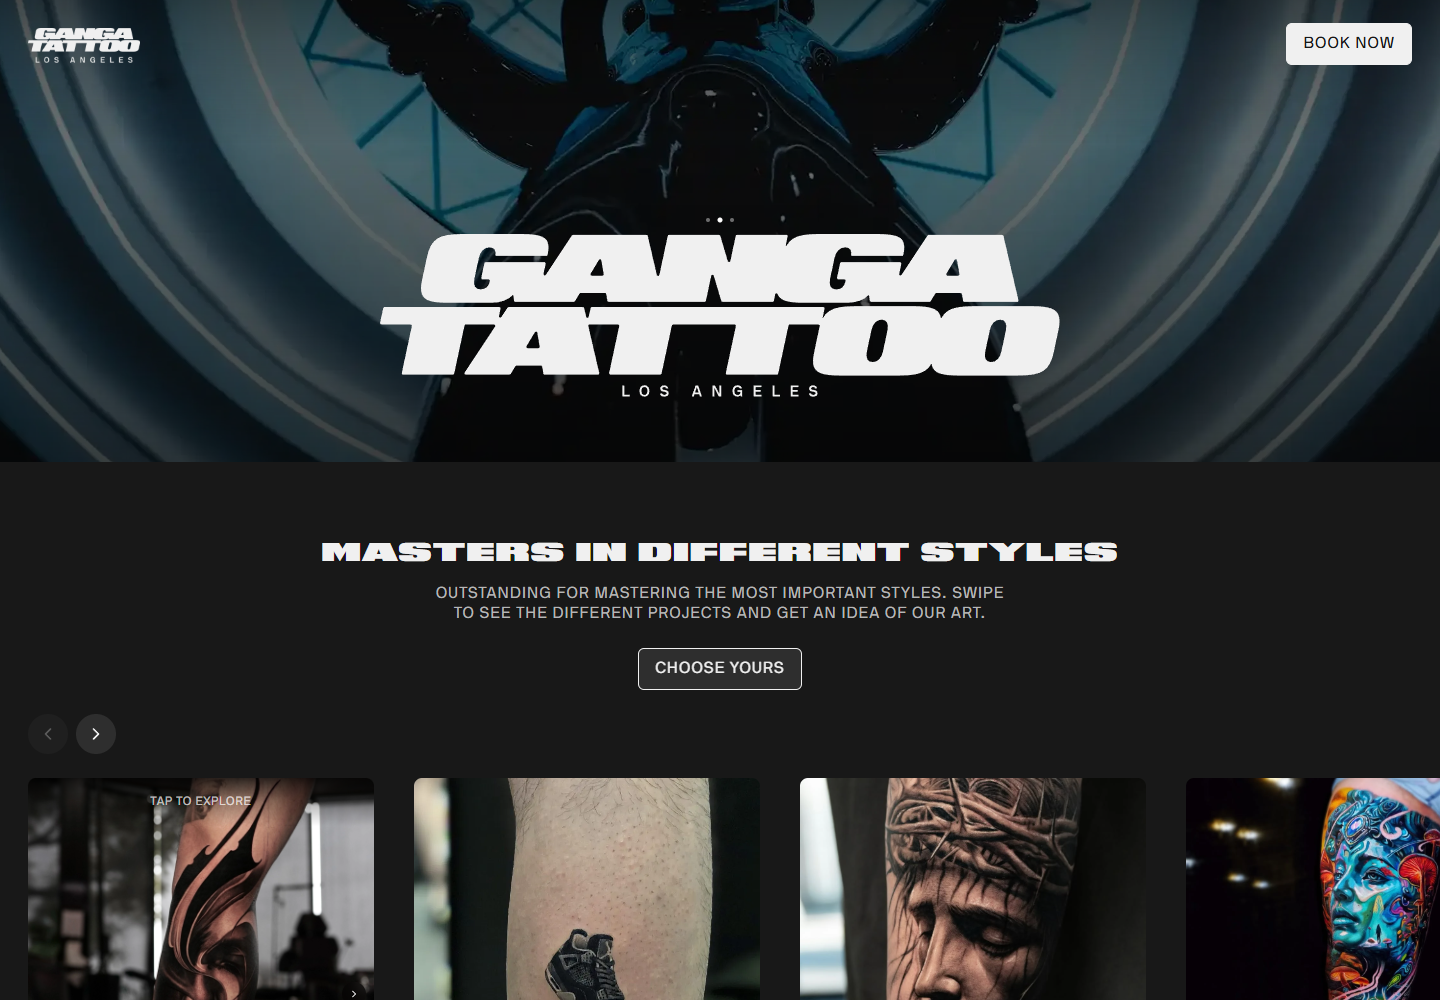 GANGA
TATTOO
LOS ANGELES
BOOK NOW
GANGA
TATTOO
LOS ANGELES
MASTERS IN DIFFERENT STYLES
OUTSTANDING FOR MASTERING THE MOST IMPORTANT STYLES. SWIPE
TO SEE THE DIFFERENT PROJECTS AND GET AN IDEA OF OUR ART.
CHOOSE YOURS
TAP TO EXPLORE